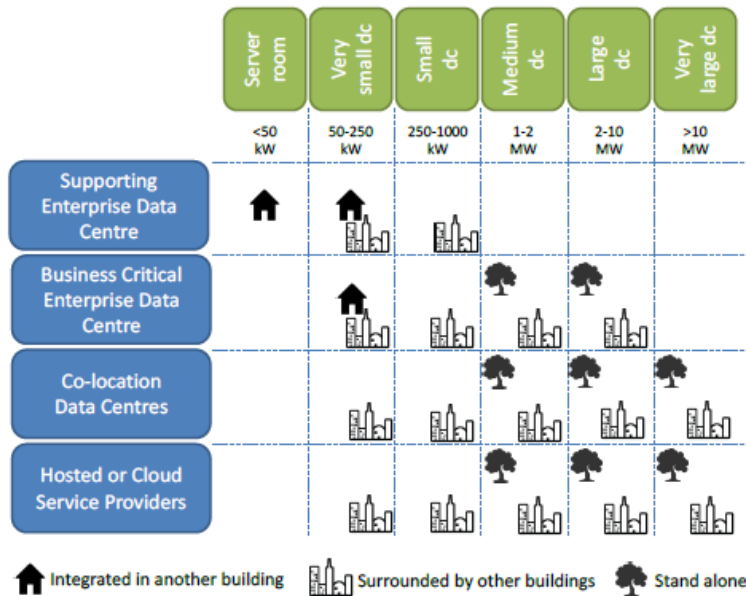 Server
room
Very
small dc
Small
dc
Medium
dc
Large
dc
Very
large dc
<50
kW
50-250
kW
250-1000
kW
1-2
MW
2-10
MW
>10
MW
Supporting
Enterprise Data
Centre
Business Critical
Enterprise Data
Centre
Co-location
Data Centres
Hosted or Cloud
Service Providers
Integrated in another building
Surrounded by other buildings
Stand alone